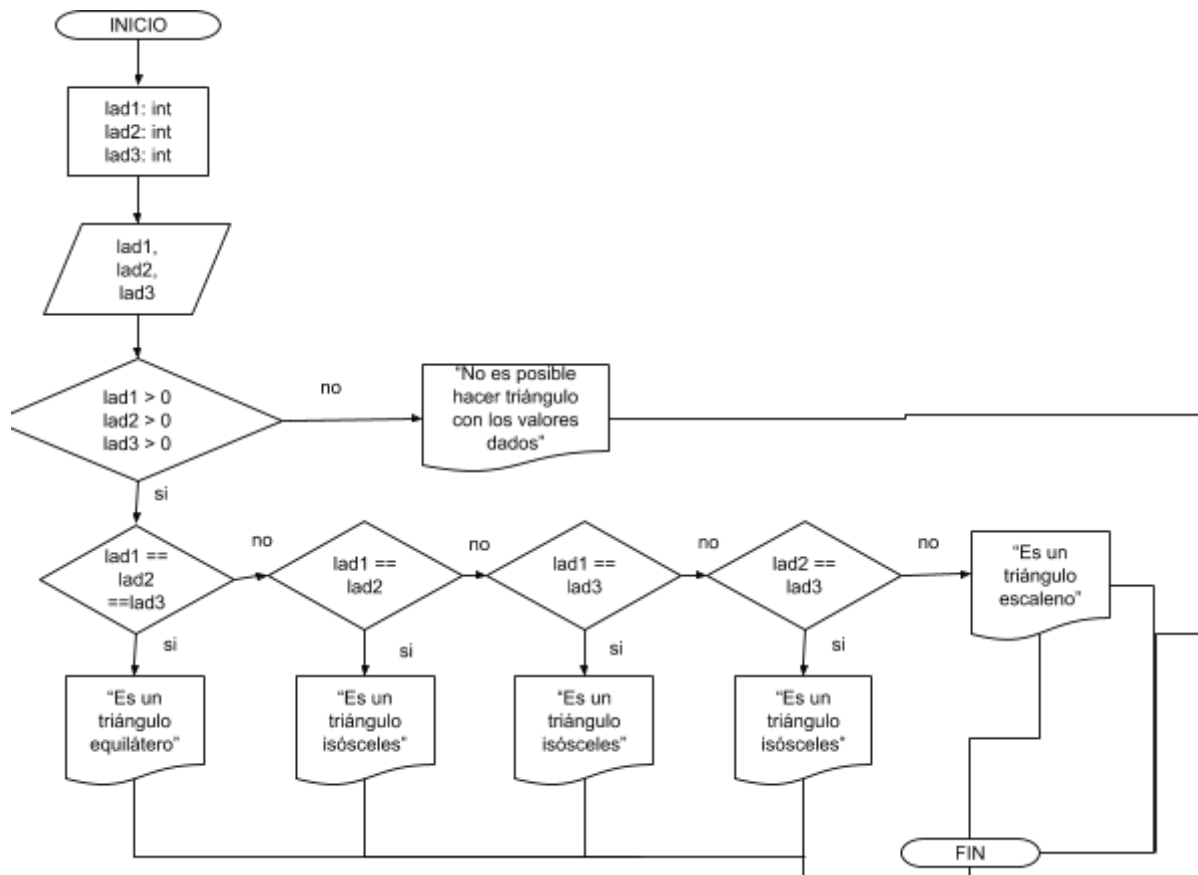 INICIO
lad1: int
lad2: int
lad3: int
lad1,
lad2,
lad3
lad1 > 0
lad2 > 0
lad3 > 0
no
“No es posible
hacer triángulo
con los valores
dados”
si
lad1 ==
lad2
==lad3
no
lad1 ==
lad2
no
lad1 ==
lad3
no
lad2 ==
lad3
no
“Es un
triángulo
escaleno”
si
si
si
si
“Es un
triángulo
equilátero”
“Es un
triángulo
isósceles”
“Es un
triángulo
isósceles”
“Es un
triángulo
isósceles”
FIN